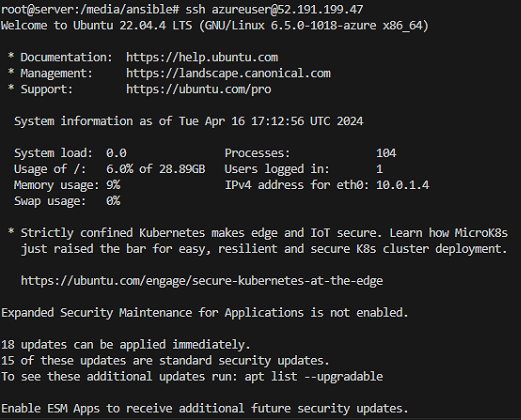 root@server:/media/ansible# ssh azureuser@52.191.199.47
Welcome to Ubuntu 22.04.4 LTS (GNU/Linux 6.5.0-1018-azure x86_64)
* Documentation: https://help.ubuntu.com
* Management: https://landscape.canonical.com
* Support: https://ubuntu.com/pro
System information as of Tue Apr 16 17:12:56 UTC 2024
System load: 0.0 Processes: 104
Usage of /: 6.0% of 28.89GB Users logged in: 1
Memory usage: 9% IPv4 address for eth0: 10.0.1.4
Swap usage: 0%
* Strictly confined Kubernetes makes edge and IoT secure. Learn how MicroK8s
just raised the bar for easy, resilient and secure K8s cluster deployment.
https://ubuntu.com/engage/secure-kubernetes-at-the-edge
Expanded Security Maintenance for Applications is not enabled.
18 updates can be applied immediately.
15 of these updates are standard security updates.
To see these additional updates run: apt list --upgradable
Enable ESM Apps to receive additional future security updates.